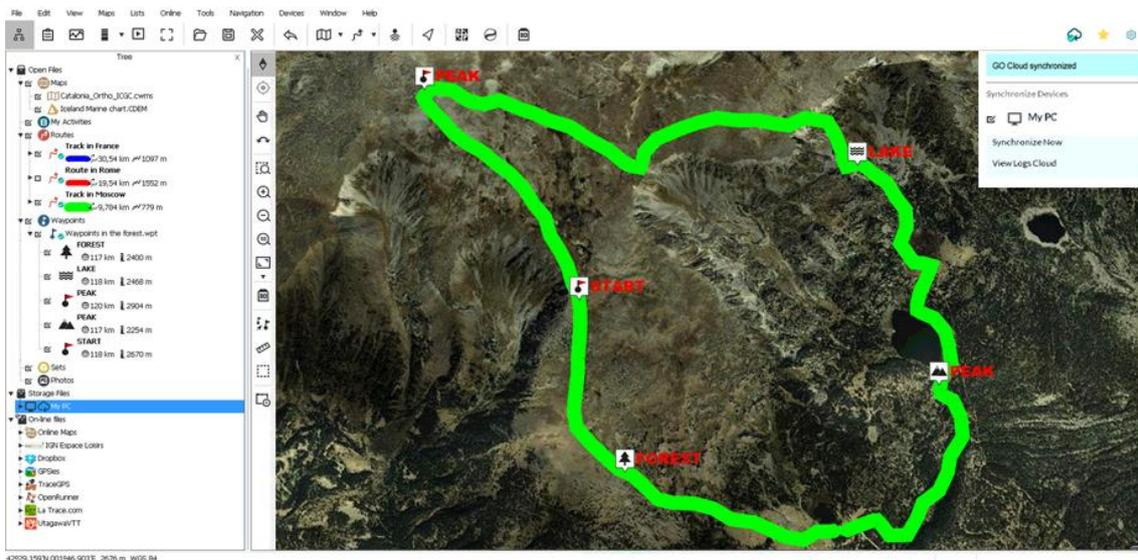 File Edit View Maps Lists Online Tools Navigation Devices Window Help
Tree X
Open Files
Maps
Catalonia_Ortho_ICGC.cwms
Iceland Marine chart.CDEM
My Activities
Routes
Track in France
30,54 km 1097 m
Route in Rome
19,54 km 1552 m
Track in Moscow
9,784 km 779 m
Waypoints
Waypoints in the forest.wpt
FOREST
117 km 2400 m
LAKE
118 km 2468 m
PEAK
120 km 2904 m
PEAK
117 km 2254 m
START
118 km 2670 m
Sets
Photos
Storage Files
My PC
On-line files
Online Maps
IGN Espace Loisirs
Dropbox
GPSies
TraceGPS
OpenRunner
La Trace.com
UtagawaVTT
PEAK
LAKE
START
PEAK
FOREST
GO Cloud synchronized
Synchronize Devices
My PC
Synchronize Now
View Logs Cloud
2676 m, WGS 84